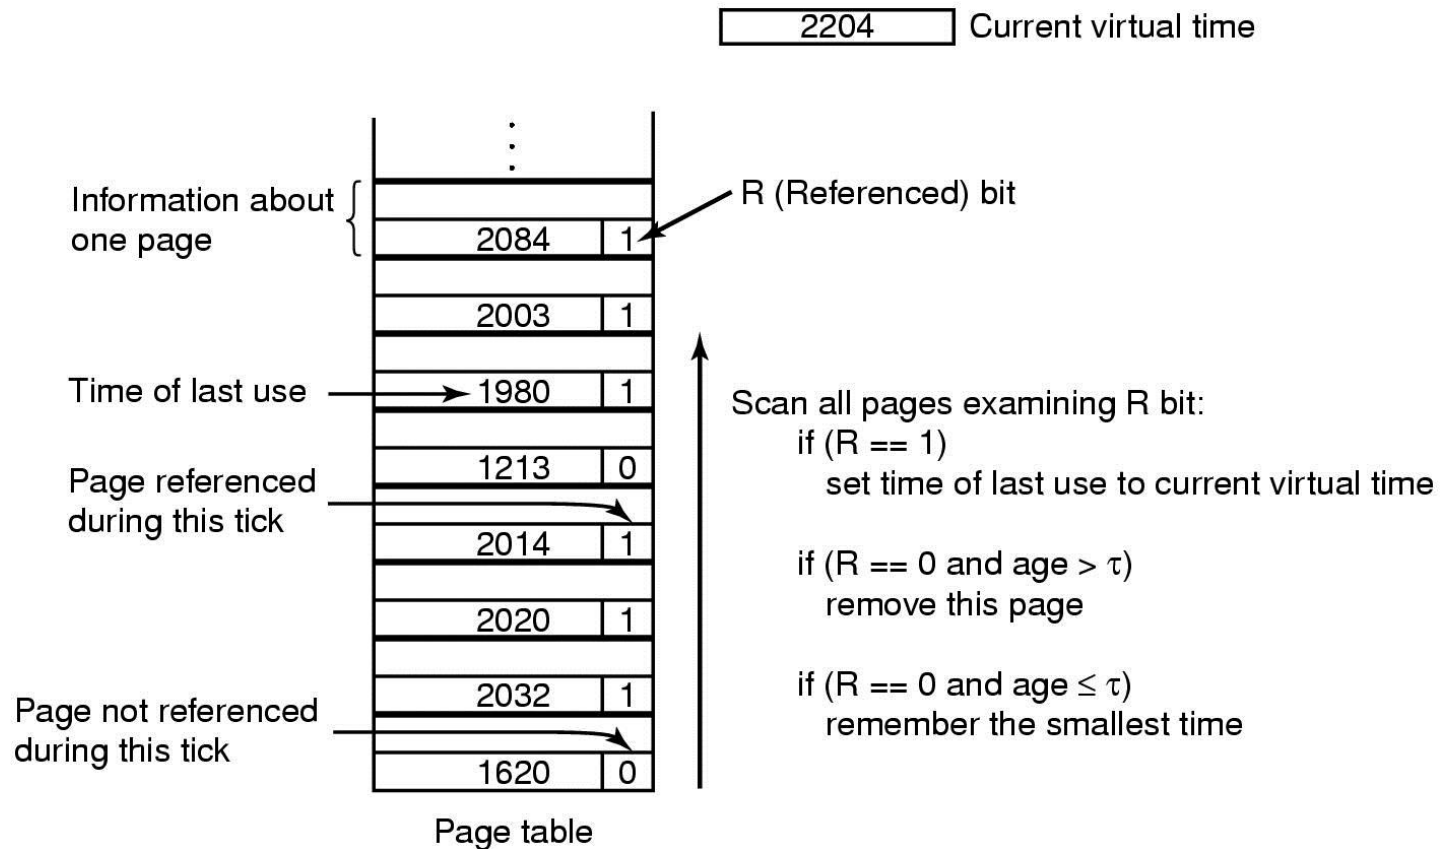 2204 Current virtual time
Information about
one page
R (Referenced) bit
2084 1
2003 1
Time of last use
1980 1
1213 0
Page referenced
during this tick
2014 1
2020 1
2032 1
Page not referenced
during this tick
1620 0
Page table
Scan all pages examining R bit:
if (R == 1)
set time of last use to current virtual time
if (R == 0 and age > τ)
remove this page
if (R == 0 and age ≤ τ)
remember the smallest time